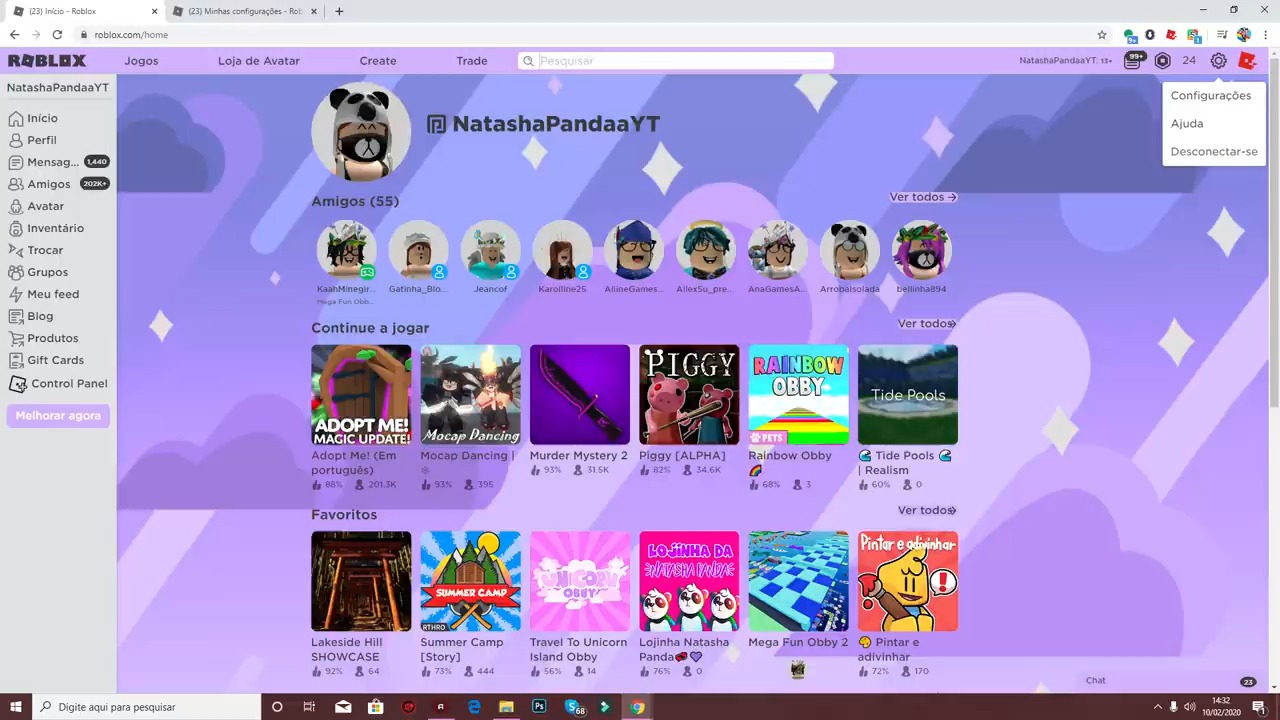 (23) Início - Roblox
(23) Minhas configurações - Rob
roblox.com/home
9+
1
ROBLOX
Jogos
Loja de Avatar
Create
Trade
Pesquisar
NatashaPandaaYT: 13+
99+
24
NatashaPandaaYT
Início
Perfil
Mensag... 1,440
Amigos 202K+
Avatar
Inventário
Trocar
Grupos
Meu feed
Blog
Produtos
Gift Cards
Control Panel
Melhorar agora
Configurações
Ajuda
Desconectar-se
NatashaPandaaYT
Amigos (55)
Ver todos →
KaahMinegir...
Mega Fun Obb...
Gatinha_Blo...
Jeancof
Karolline25
AllineGames...
AllexSu_pre...
AnaGamesA...
Arrobaisolada
bellinha894
Continue a jogar
Ver todos
ADOPT ME!
MAGIC UPDATE!
Mocap Dancing
PIGGY
RAINBOW
OBBY
PETS
Tide Pools
Adopt Me! (Em
português)
88% 201.3K
Mocap Dancing |
93% 395
Murder Mystery 2
93% 31.5K
Piggy [ALPHA]
82% 34.6K
Rainbow Obby
🌈
68% 3
🌊 Tide Pools 🌊
| Realism
60% 0
Favoritos
Ver todos
SUMMER CAMP
RTHRO
UNICORN
OBBY
LOJINHA DA
NATASHA PANDA
Pintar e adivinhar
Lakeside Hill
SHOWCASE
92% 64
Summer Camp
[Story]
73% 444
Travel To Unicorn
Island Obby
56% 14
Lojinha Natasha
Panda
76% 0
Mega Fun Obby 2
Pintar e
adivinhar
72% 170
Chat
23
Digite aqui para pesquisar
Ps
68
14:32
10/02/2020
1